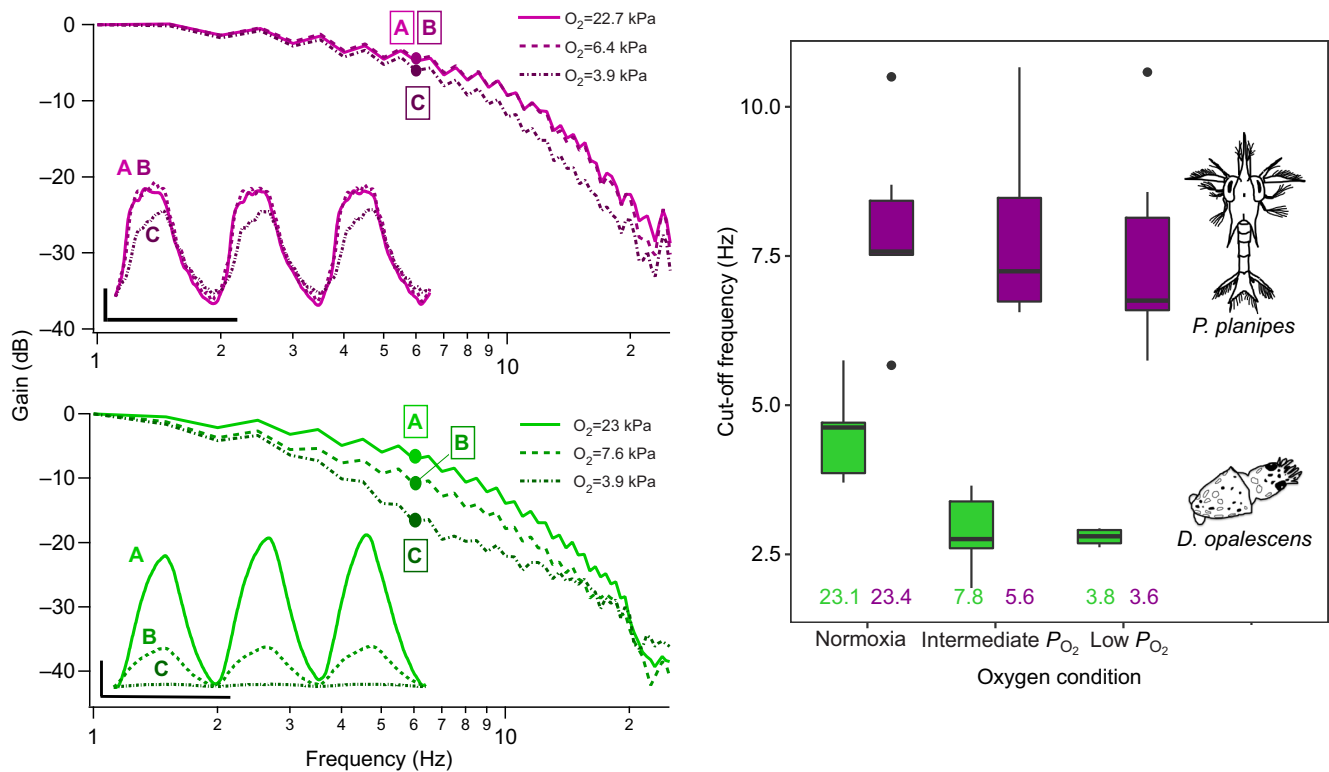 0
–10
–20
–30
–40
A B
C
O2=22.7 kPa
O2=6.4 kPa
O2=3.9 kPa
A B
C
1 2 3 4 5 6 7 8 9 10 2
Gain (dB)
0
–10
–20
–30
–40
A
B
C
O2=23 kPa
O2=7.6 kPa
O2=3.9 kPa
A
B
C
1 2 3 4 5 6 7 8 9 10 2
Frequency (Hz)
Cut-off frequency (Hz)
10.0
7.5
5.0
2.5
P. planipes
D. opalescens
23.1 23.4 7.8 5.6 3.8 3.6
Normoxia Intermediate PO2 Low PO2
Oxygen condition